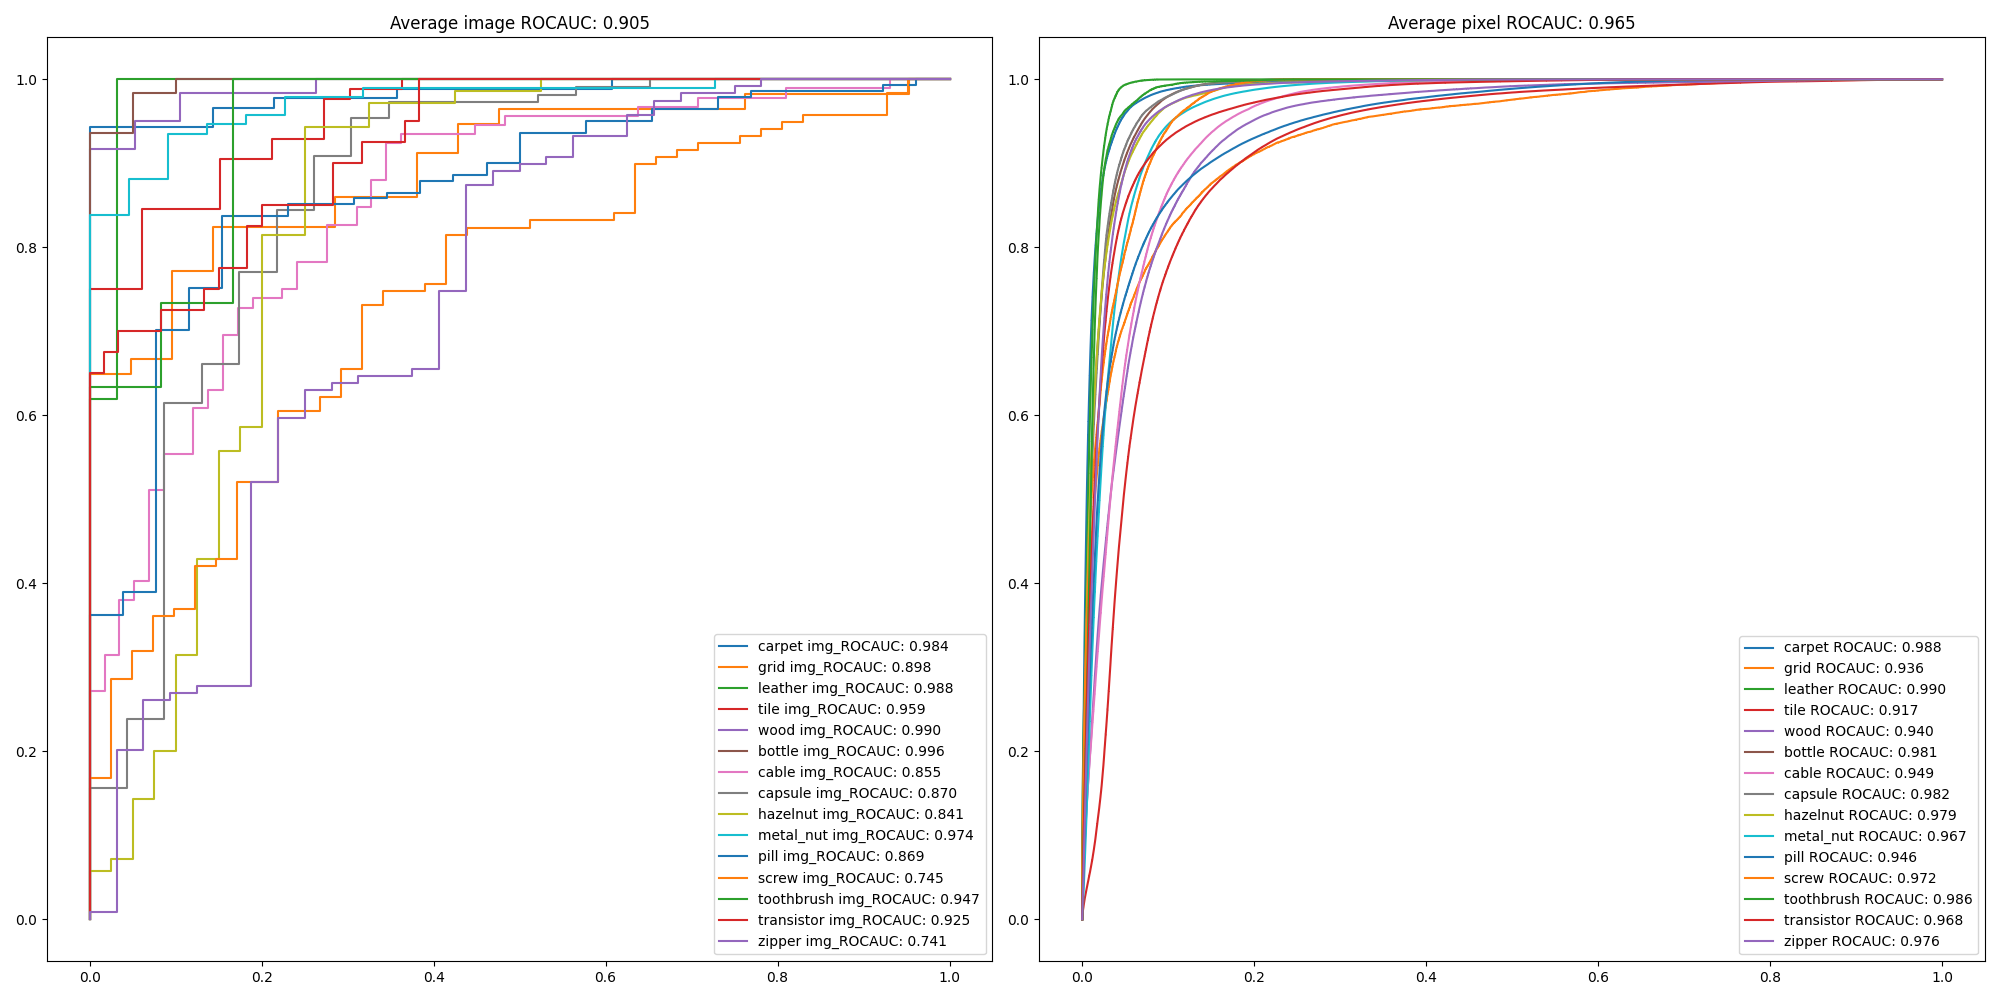 Average image ROCAUC: 0.905
1.0
0.8
0.6
0.4
0.2
0.0
0.0 0.2 0.4 0.6 0.8 1.0
carpet img_ROCAUC: 0.984
grid img_ROCAUC: 0.898
leather img_ROCAUC: 0.988
tile img_ROCAUC: 0.959
wood img_ROCAUC: 0.990
bottle img_ROCAUC: 0.996
cable img_ROCAUC: 0.855
capsule img_ROCAUC: 0.870
hazelnut img_ROCAUC: 0.841
metal_nut img_ROCAUC: 0.974
pill img_ROCAUC: 0.869
screw img_ROCAUC: 0.745
toothbrush img_ROCAUC: 0.947
transistor img_ROCAUC: 0.925
zipper img_ROCAUC: 0.741
Average pixel ROCAUC: 0.965
1.0
0.8
0.6
0.4
0.2
0.0
0.0 0.2 0.4 0.6 0.8 1.0
carpet ROCAUC: 0.988
grid ROCAUC: 0.936
leather ROCAUC: 0.990
tile ROCAUC: 0.917
wood ROCAUC: 0.940
bottle ROCAUC: 0.981
cable ROCAUC: 0.949
capsule ROCAUC: 0.982
hazelnut ROCAUC: 0.979
metal_nut ROCAUC: 0.967
pill ROCAUC: 0.946
screw ROCAUC: 0.972
toothbrush ROCAUC: 0.986
transistor ROCAUC: 0.968
zipper ROCAUC: 0.976